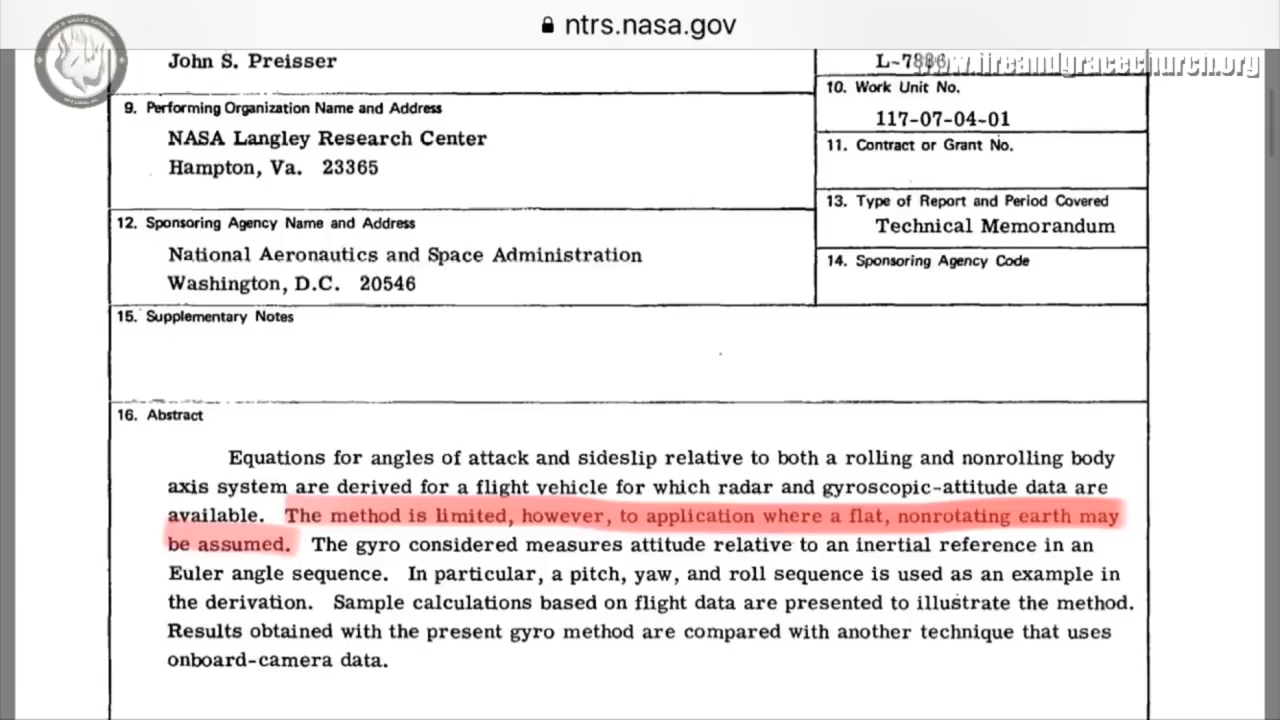 ntrs.nasa.gov
www.fireandgracechurch.org
John S. Preisser
9. Performing Organization Name and Address
NASA Langley Research Center
Hampton, Va. 23365
10. Work Unit No.
117-07-04-01
11. Contract or Grant No.
12. Sponsoring Agency Name and Address
National Aeronautics and Space Administration
Washington, D.C. 20546
13. Type of Report and Period Covered
Technical Memorandum
14. Sponsoring Agency Code
15. Supplementary Notes
16. Abstract
Equations for angles of attack and sideslip relative to both a rolling and nonrolling body
axis system are derived for a flight vehicle for which radar and gyroscopic-attitude data are
available. The method is limited, however, to application where a flat, nonrotating earth may
be assumed. The gyro considered measures attitude relative to an inertial reference in an
Euler angle sequence. In particular, a pitch, yaw, and roll sequence is used as an example in
the derivation. Sample calculations based on flight data are presented to illustrate the method.
Results obtained with the present gyro method are compared with another technique that uses
onboard-camera data.